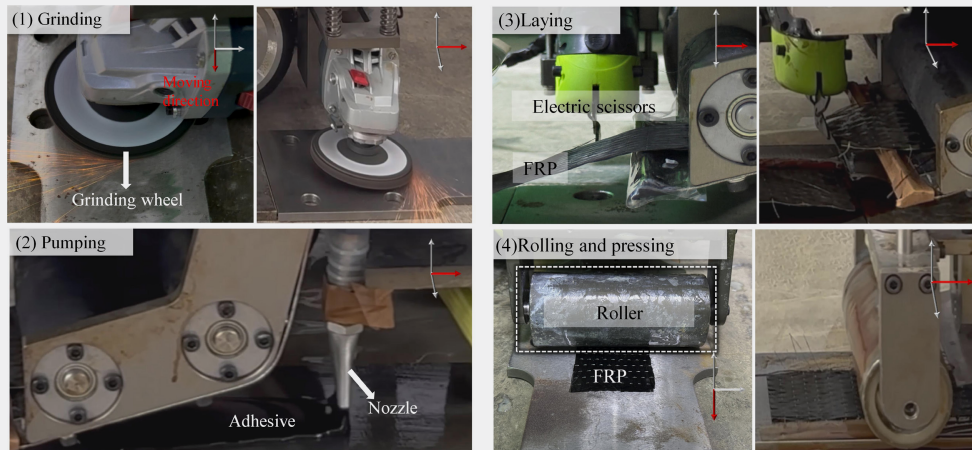 (1) Grinding
Moving
direction
Grinding wheel
(2) Pumping
Adhesive
Nozzle
(3)Laying
Electric scissors
FRP
(4)Rolling and pressing
Roller
FRP